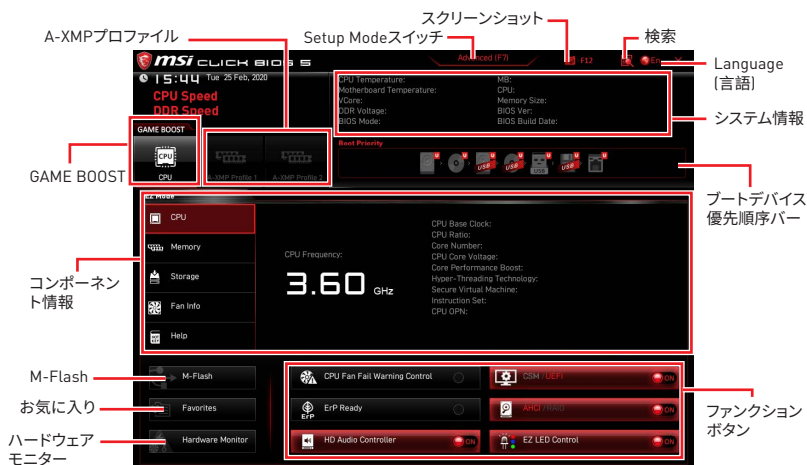 スクリーンショット
A-XMPプロファイル
Setup Modeスイッチ
検索
msi CLICK BIOS 5
Advanced (F7)
F12
En
X
Language
(言語)
15:44 Tue 25 Feb, 2020
CPU Speed
DDR Speed
CPU Temperature:
Motherboard Temperature:
VCore:
DDR Voltage:
BIOS Mode:
MB:
CPU:
Memory Size:
BIOS Ver:
BIOS Build Date:
システム情報
GAME BOOST
CPU
CPU
A-XMP Profile 1
A-XMP Profile 2
Boot Priority
U
U
U
USB
U
USB
U
USB
U
USB
U
GAME BOOST
ブートデバイス
優先順序バー
EZ Mode
CPU
Memory
Storage
Fan Info
Help
CPU Frequency:
3.60 GHz
CPU Base Clock:
CPU Ratio:
Core Number:
CPU Core Voltage:
Core Performance Boost:
Hyper-Threading Technology:
Secure Virtual Machine:
Instruction Set:
CPU OPN:
コンポーネン
ト情報
M-Flash
M-Flash
CPU Fan Fail Warning Control
CSM /UEFI
ON
お気に入り
Favorites
ErP
ErP Ready
AHCI /RAID
ON
ファンクション
ボタン
ハードウェア
モニター
Hardware Monitor
HD Audio Controller
ON
EZ LED Control
ON